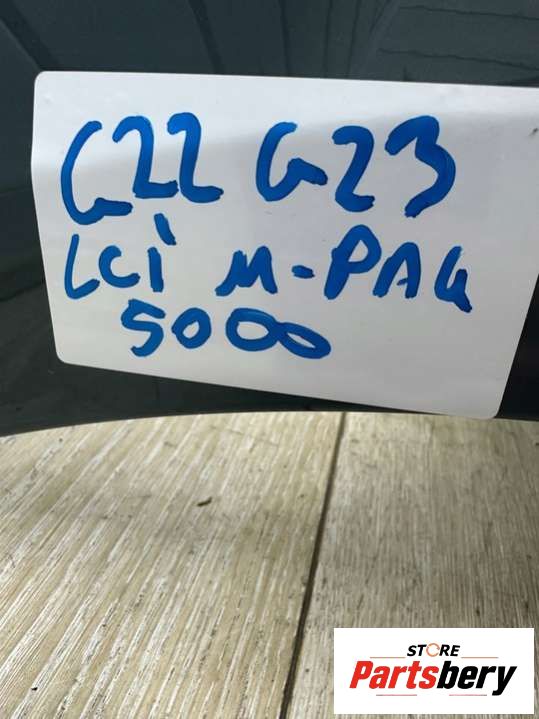 G22 G23
LCi M-PAG
5000
STORE
Partsbery